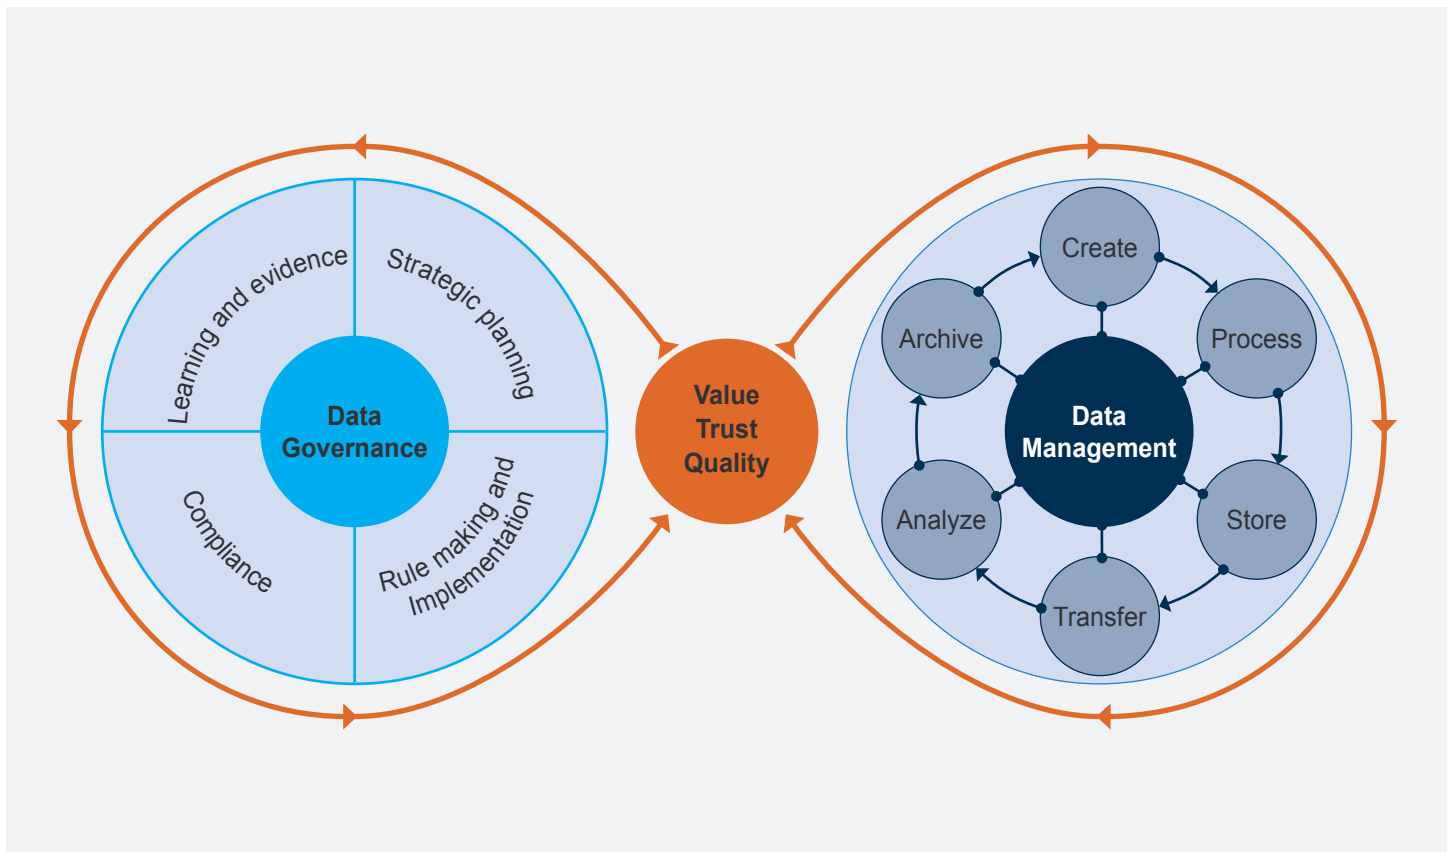 Learning and evidence
Strategic planning
Data
Governance
Compliance
Rule making and
Implementation
Value
Trust
Quality
Create
Process
Store
Transfer
Analyze
Archive
Data
Management